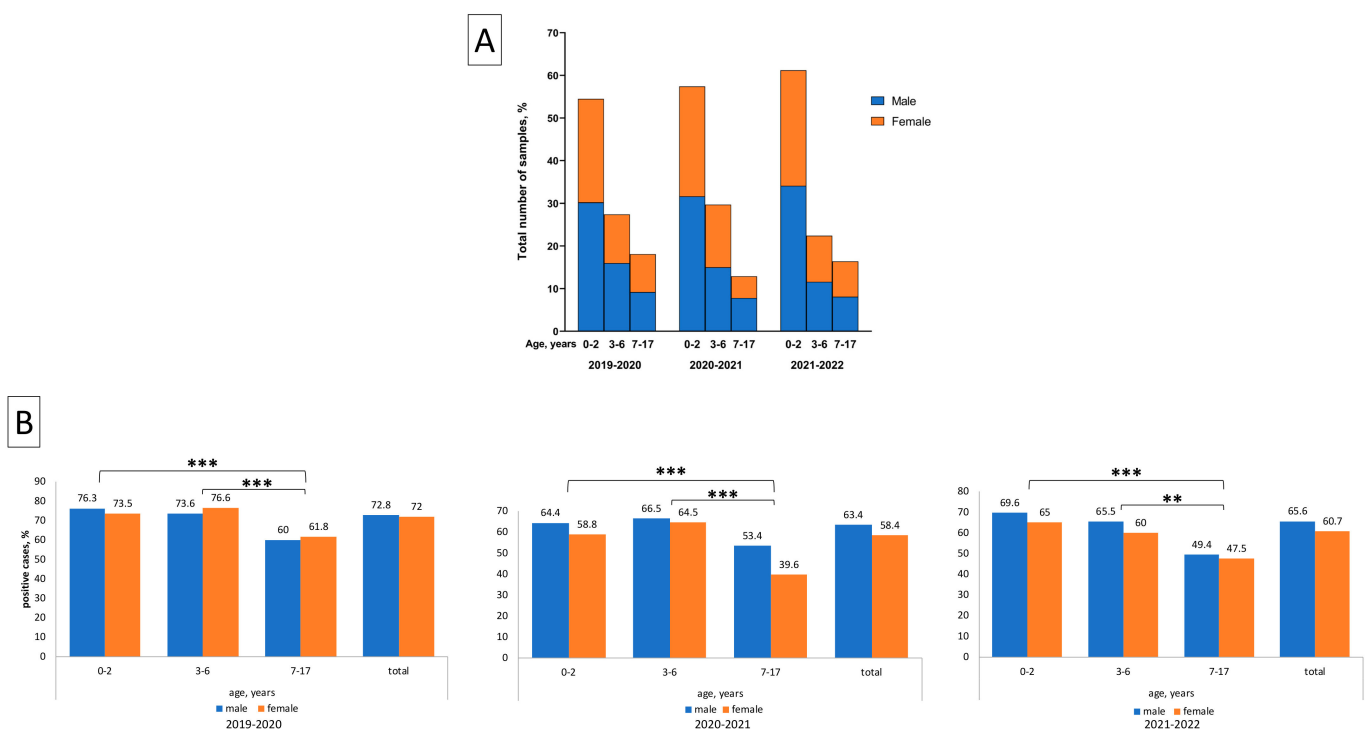 A
70
60
50
40
30
20
10
0
Total number of samples, %
Male
Female
Age, years 0-2 3-6 7-17 0-2 3-6 7-17 0-2 3-6 7-17
2019-2020 2020-2021 2021-2022
B
***
***
90
80
70
60
50
40
30
20
10
0
positive cases, %
76.3 73.5 73.6 76.6 60 61.8 72.8 72
0-2 3-6 7-17 total
age, years
male female
2019-2020
***
***
70
60
50
40
30
20
10
0
64.4 58.8 66.5 64.5 53.4 39.6 63.4 58.4
0-2 3-6 7-17 total
age, years
male female
2020-2021
***
**
80
70
60
50
40
30
20
10
0
69.6 65 65.5 60 49.4 47.5 65.6 60.7
0-2 3-6 7-17 total
age, years
male female
2021-2022